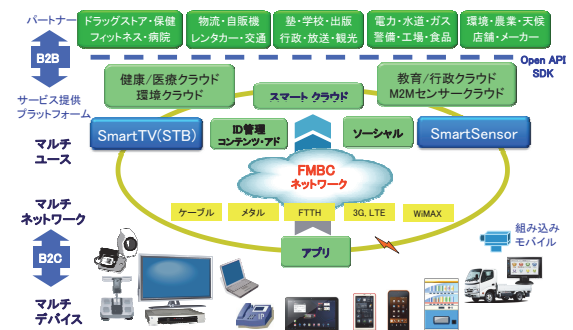 パートナー
ドラッグストア・保健
フィットネス・病院
物流・自販機
レンタカー・交通
塾・学校・出版
行政・放送・観光
電力・水道・ガス
警備・工場・食品
環境・農業・天候
店舗・メーカー
B2B
Open API
SDK
サービス提供
プラットフォーム
健康/医療クラウド
環境クラウド
スマート クラウド
教育/行政クラウド
M2Mセンサークラウド
マルチ
ユース
SmartTV(STB)
ID管理
コンテンツ・アド
ソーシャル
SmartSensor
FMBC
ネットワーク
マルチ
ネットワーク
ケーブル
メタル
FTTH
3G, LTE
WiMAX
B2C
アプリ
組み込み
モバイル
マルチ
デバイス